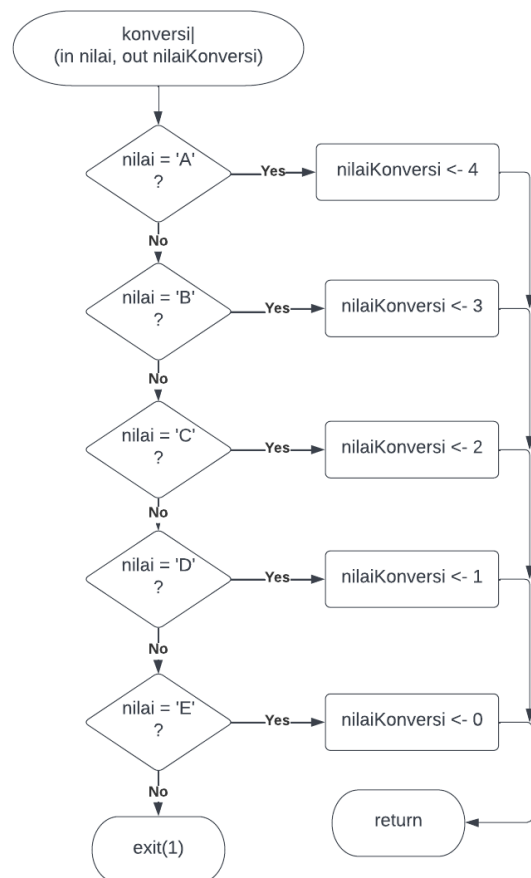 konversi|
(in nilai, out nilaiKonversi)
nilai = 'A'
?
Yes
nilaiKonversi <- 4
No
nilai = 'B'
?
Yes
nilaiKonversi <- 3
No
nilai = 'C'
?
Yes
nilaiKonversi <- 2
No
nilai = 'D'
?
Yes
nilaiKonversi <- 1
No
nilai = 'E'
?
Yes
nilaiKonversi <- 0
No
exit(1)
return